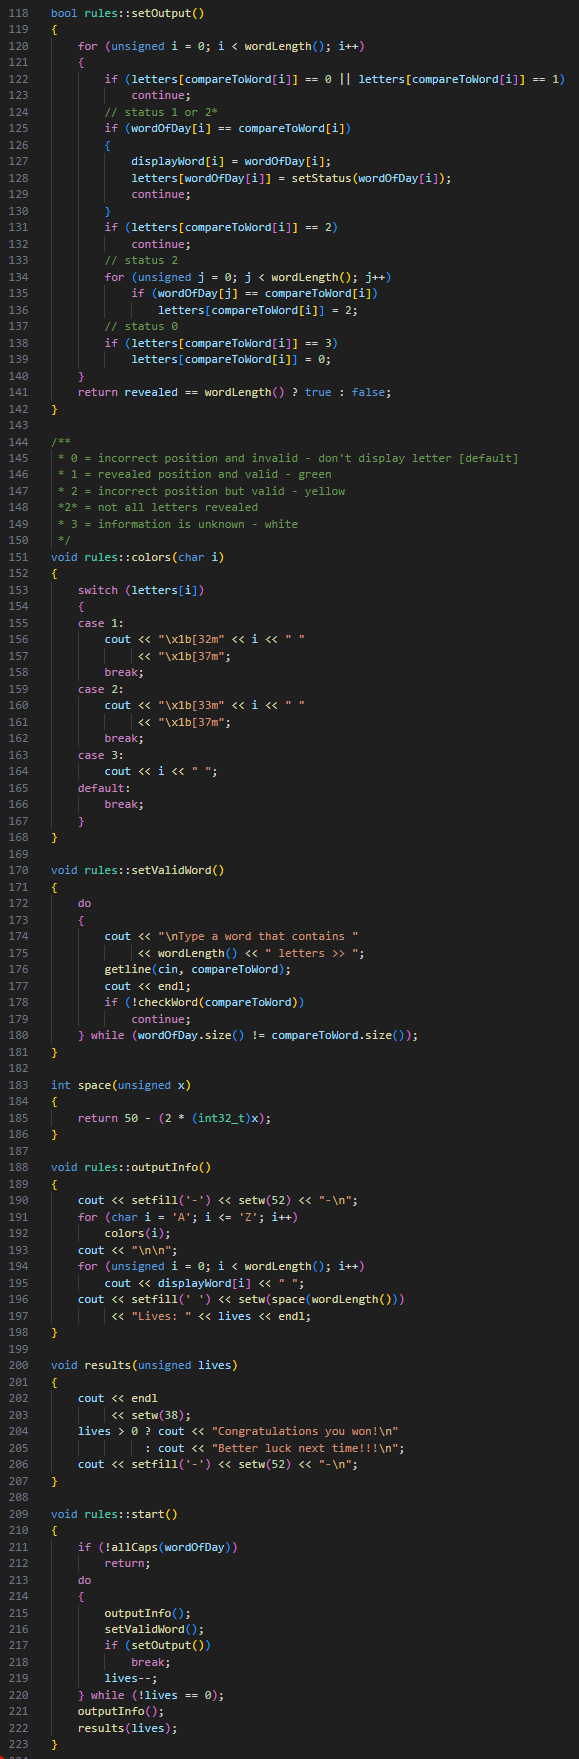 118 bool rules::setOutput()
119 {
120     for (unsigned i = 0; i < wordLength(); i++)
121     {
122         if (letters[compareToWord[i]] == 0 || letters[compareToWord[i]] == 1)
123             continue;
124         // status 1 or 2*
125         if (wordOfDay[i] == compareToWord[i])
126         {
127             displayWord[i] = wordOfDay[i];
128             letters[wordOfDay[i]] = setStatus(wordOfDay[i]);
129             continue;
130         }
131         if (letters[compareToWord[i]] == 2)
132             continue;
133         // status 2
134         for (unsigned j = 0; j < wordLength(); j++)
135             if (wordOfDay[j] == compareToWord[i])
136                 letters[compareToWord[i]] = 2;
137         // status 0
138         if (letters[compareToWord[i]] == 3)
139             letters[compareToWord[i]] = 0;
140     }
141     return revealed == wordLength() ? true : false;
142 }
143
144 /**
145  * 0 = incorrect position and invalid - don't display letter [default]
146  * 1 = revealed position and valid - green
147  * 2 = incorrect position but valid - yellow
148  *2* = not all letters revealed
149  * 3 = information is unknown - white
150  */
151 void rules::colors(char i)
152 {
153     switch (letters[i])
154     {
155     case 1:
156         cout << "\x1b[32m" << i << " "
157              << "\x1b[37m";
158         break;
159     case 2:
160         cout << "\x1b[33m" << i << " "
161              << "\x1b[37m";
162         break;
163     case 3:
164         cout << i << " ";
165     default:
166         break;
167     }
168 }
169
170 void rules::setValidWord()
171 {
172     do
173     {
174         cout << "\nType a word that contains "
175              << wordLength() << " letters >> ";
176         getline(cin, compareToWord);
177         cout << endl;
178         if (!checkWord(compareToWord))
179             continue;
180     } while (wordOfDay.size() != compareToWord.size());
181 }
182
183 int space(unsigned x)
184 {
185     return 50 - (2 * (int32_t)x);
186 }
187
188 void rules::outputInfo()
189 {
190     cout << setfill('-') << setw(52) << "-\n";
191     for (char i = 'A'; i <= 'Z'; i++)
192         colors(i);
193     cout << "\n\n";
194     for (unsigned i = 0; i < wordLength(); i++)
195         cout << displayWord[i] << " ";
196     cout << setfill(' ') << setw(space(wordLength()))
197          << "Lives: " << lives << endl;
198 }
199
200 void results(unsigned lives)
201 {
202     cout << endl
203          << setw(38);
204     lives > 0 ? cout << "Congratulations you won!\n"
205               : cout << "Better luck next time!!!\n";
206     cout << setfill('-') << setw(52) << "-\n";
207 }
208
209 void rules::start()
210 {
211     if (!allCaps(wordOfDay))
212         return;
213     do
214     {
215         outputInfo();
216         setValidWord();
217         if (setOutput())
218             break;
219         lives--;
220     } while (!lives == 0);
221     outputInfo();
222     results(lives);
223 }